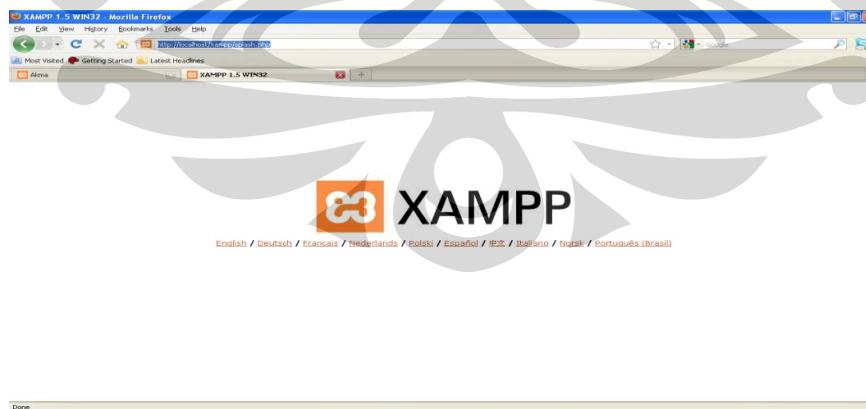 XAMPP 1.5 WIN32 - Mozilla Firefox
File Edit View History Bookmarks Tools Help
http://localhost/xampp/splash.php
Google
Most Visited Getting Started Latest Headlines
Akma XAMPP 1.5 WIN32
XAMPP
English / Deutsch / Francais / Nederlands / Polski / Español / 中文 / Italiano / Norsk / Português (Brasil)
Done